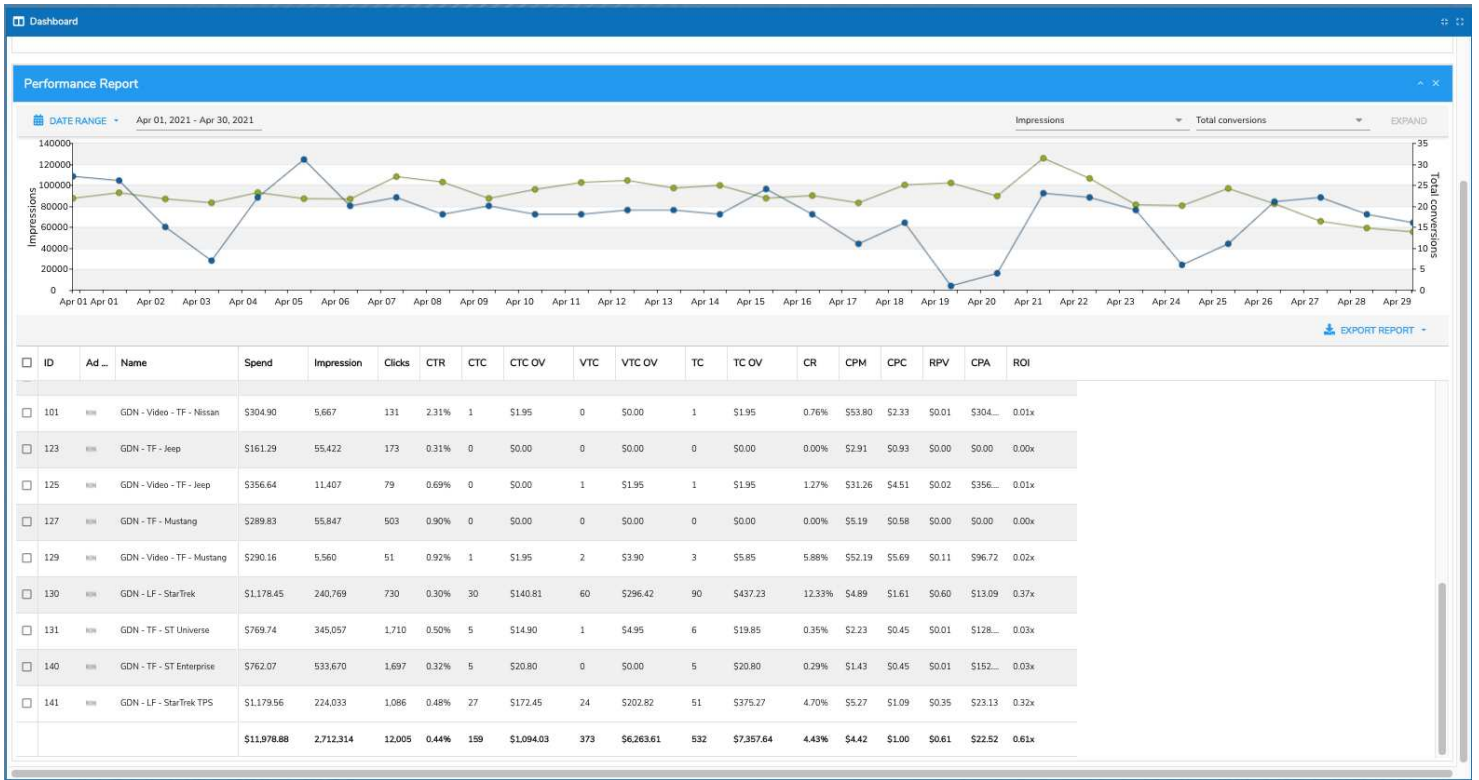 Dashboard
Performance Report
DATE RANGE Apr 01, 2021 - Apr 30, 2021 Impressions Total conversions EXPAND
140000 35
120000 30
100000 25
80000 20
60000 15
40000 10
20000 5
0 0
Impressions
Total conversions
Apr 01 Apr 01 Apr 02 Apr 03 Apr 04 Apr 05 Apr 06 Apr 07 Apr 08 Apr 09 Apr 10 Apr 11 Apr 12 Apr 13 Apr 14 Apr 15 Apr 16 Apr 17 Apr 18 Apr 19 Apr 20 Apr 21 Apr 22 Apr 23 Apr 24 Apr 25 Apr 26 Apr 27 Apr 28 Apr 29
EXPORT REPORT
ID Ad ... Name Spend Impression Clicks CTR CTC CTC OV VTC VTC OV TC TC OV CR CPM CPC RPV CPA ROI
101 GDN - Video - TF - Nissan $304.90 5,667 131 2.31% 1 $1.95 0 $0.00 1 $1.95 0.76% $53.80 $2.33 $0.01 $304... 0.01x
123 GDN - TF - Jeep $161.29 55,422 173 0.31% 0 $0.00 0 $0.00 0 $0.00 0.00% $2.91 $0.93 $0.00 $0.00 0.00x
125 GDN - Video - TF - Jeep $356.64 11,407 79 0.69% 0 $0.00 1 $1.95 1 $1.95 1.27% $31.26 $4.51 $0.02 $356... 0.01x
127 GDN - TF - Mustang $289.83 55,847 503 0.90% 0 $0.00 0 $0.00 0 $0.00 0.00% $5.19 $0.58 $0.00 $0.00 0.00x
129 GDN - Video - TF - Mustang $290.16 5,560 51 0.92% 1 $1.95 2 $3.90 3 $5.85 5.88% $52.19 $5.69 $0.11 $96.72 0.02x
130 GDN - LF - StarTrek $1,178.45 240,769 730 0.30% 30 $140.81 60 $296.42 90 $437.23 12.33% $4.89 $1.61 $0.60 $13.09 0.37x
131 GDN - TF - ST Universe $769.74 345,057 1,710 0.50% 5 $14.90 1 $4.95 6 $19.85 0.35% $2.23 $0.45 $0.01 $128... 0.03x
140 GDN - TF - ST Enterprise $762.07 533,670 1,697 0.32% 5 $20.80 0 $0.00 5 $20.80 0.29% $1.43 $0.45 $0.01 $152... 0.03x
141 GDN - LF - StarTrek TPS $1,179.56 224,033 1,086 0.48% 27 $172.45 24 $202.82 51 $375.27 4.70% $5.27 $1.09 $0.35 $23.13 0.32x
$11,978.88 2,712,314 12,005 0.44% 159 $1,094.03 373 $6,263.61 532 $7,357.64 4.43% $4.42 $1.00 $0.61 $22.52 0.61x